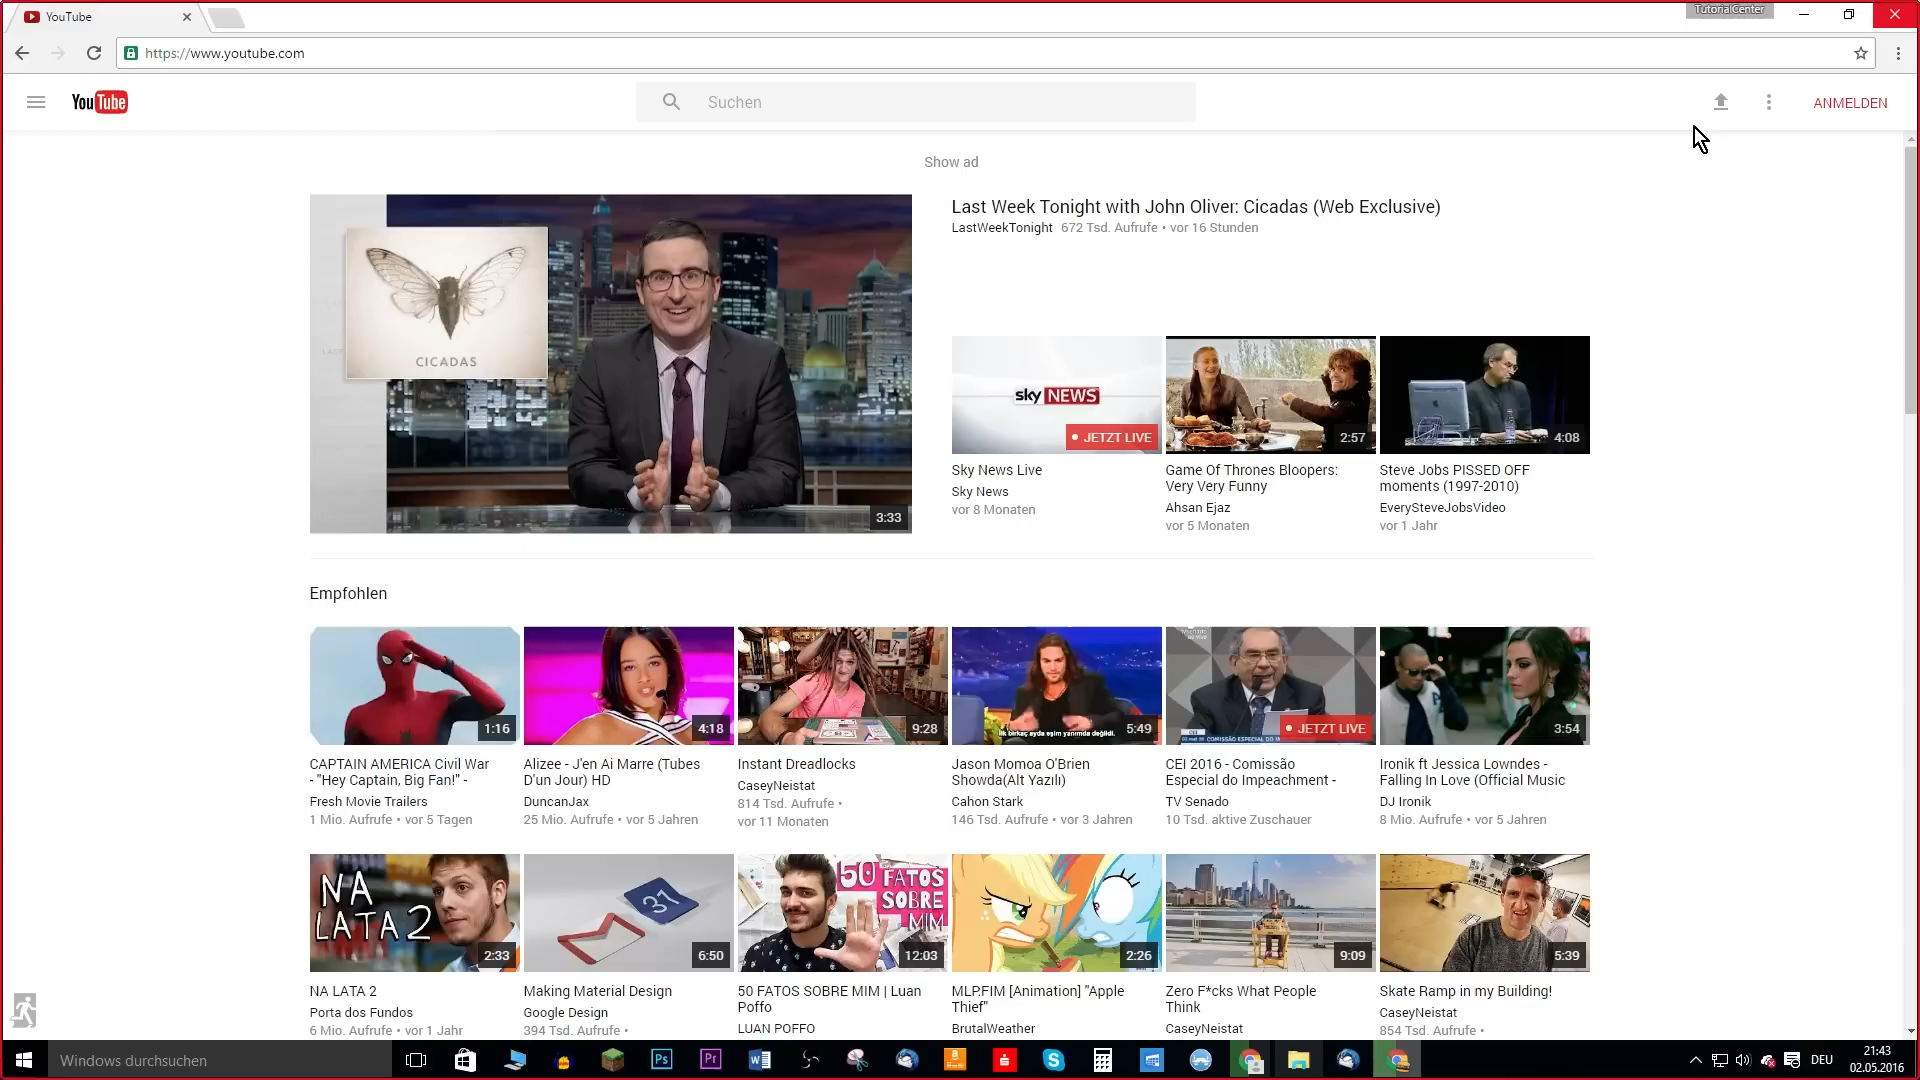 YouTube
TutorialCenter
https://www.youtube.com
YouTube
Suchen
ANMELDEN
Show ad
CICADAS
3:33
Last Week Tonight with John Oliver: Cicadas (Web Exclusive)
LastWeekTonight 672 Tsd. Aufrufe • vor 16 Stunden
sky NEWS
JETZT LIVE
2:57
4:08
Sky News Live
Sky News
vor 8 Monaten
Game Of Thrones Bloopers:
Very Very Funny
Ahsan Ejaz
vor 5 Monaten
Steve Jobs PISSED OFF
moments (1997-2010)
EverySteveJobsVideo
vor 1 Jahr
Empfohlen
1:16
4:18
9:28
ilk birkaç ayda eşim yanımda değildi.
5:49
COMISSÃO ESPECIAL DO
JETZT LIVE
3:54
CAPTAIN AMERICA Civil War
- "Hey Captain, Big Fan!" -
Fresh Movie Trailers
1 Mio. Aufrufe • vor 5 Tagen
Alizee - J'en Ai Marre (Tubes
D'un Jour) HD
DuncanJax
25 Mio. Aufrufe • vor 5 Jahren
Instant Dreadlocks
CaseyNeistat
814 Tsd. Aufrufe •
vor 11 Monaten
Jason Momoa O'Brien
Showda(Alt Yazılı)
Cahon Stark
146 Tsd. Aufrufe • vor 3 Jahren
CEI 2016 - Comissão
Especial do Impeachment -
TV Senado
10 Tsd. aktive Zuschauer
Ironik ft Jessica Lowndes -
Falling In Love (Official Music
DJ Ironik
8 Mio. Aufrufe • vor 5 Jahren
NA
LATA 2
2:33
31
6:50
50 FATOS
SOBRE
MIM
12:03
2:26
9:09
5:39
NA LATA 2
Porta dos Fundos
6 Mio. Aufrufe • vor 1 Jahr
Making Material Design
Google Design
394 Tsd. Aufrufe •
50 FATOS SOBRE MIM | Luan
Poffo
LUAN POFFO
MLP.FIM [Animation] "Apple
Thief"
BrutalWeather
Zero F*cks What People
Think
CaseyNeistat
Skate Ramp in my Building!
CaseyNeistat
854 Tsd. Aufrufe •
Windows durchsuchen
Ps
Pr
DEU
21:43
02.05.2016